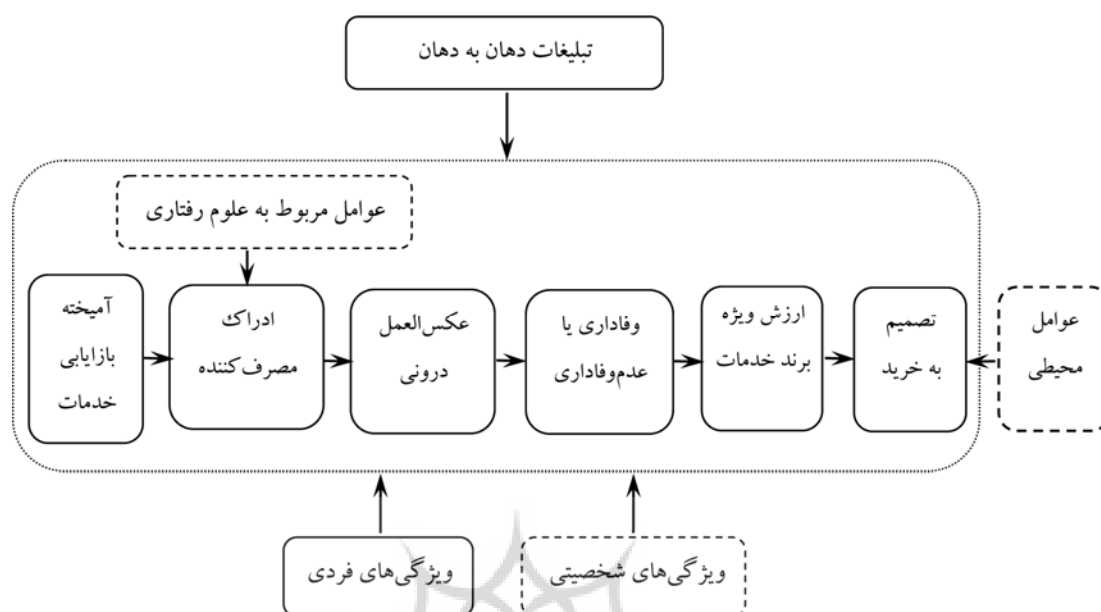 تبلیغات دهان به دهان
عوامل مربوط به علوم رفتاری
آمیخته
بازایابی
خدمات
ادراک
مصرف‌کننده
عکس‌العمل
درونی
وفاداری یا
عدم‌وفاداری
ارزش ویژه
برند خدمات
تصمیم
به خرید
عوامل
محیطی
ویژگی‌های فردی
ویژگی‌های شخصیتی